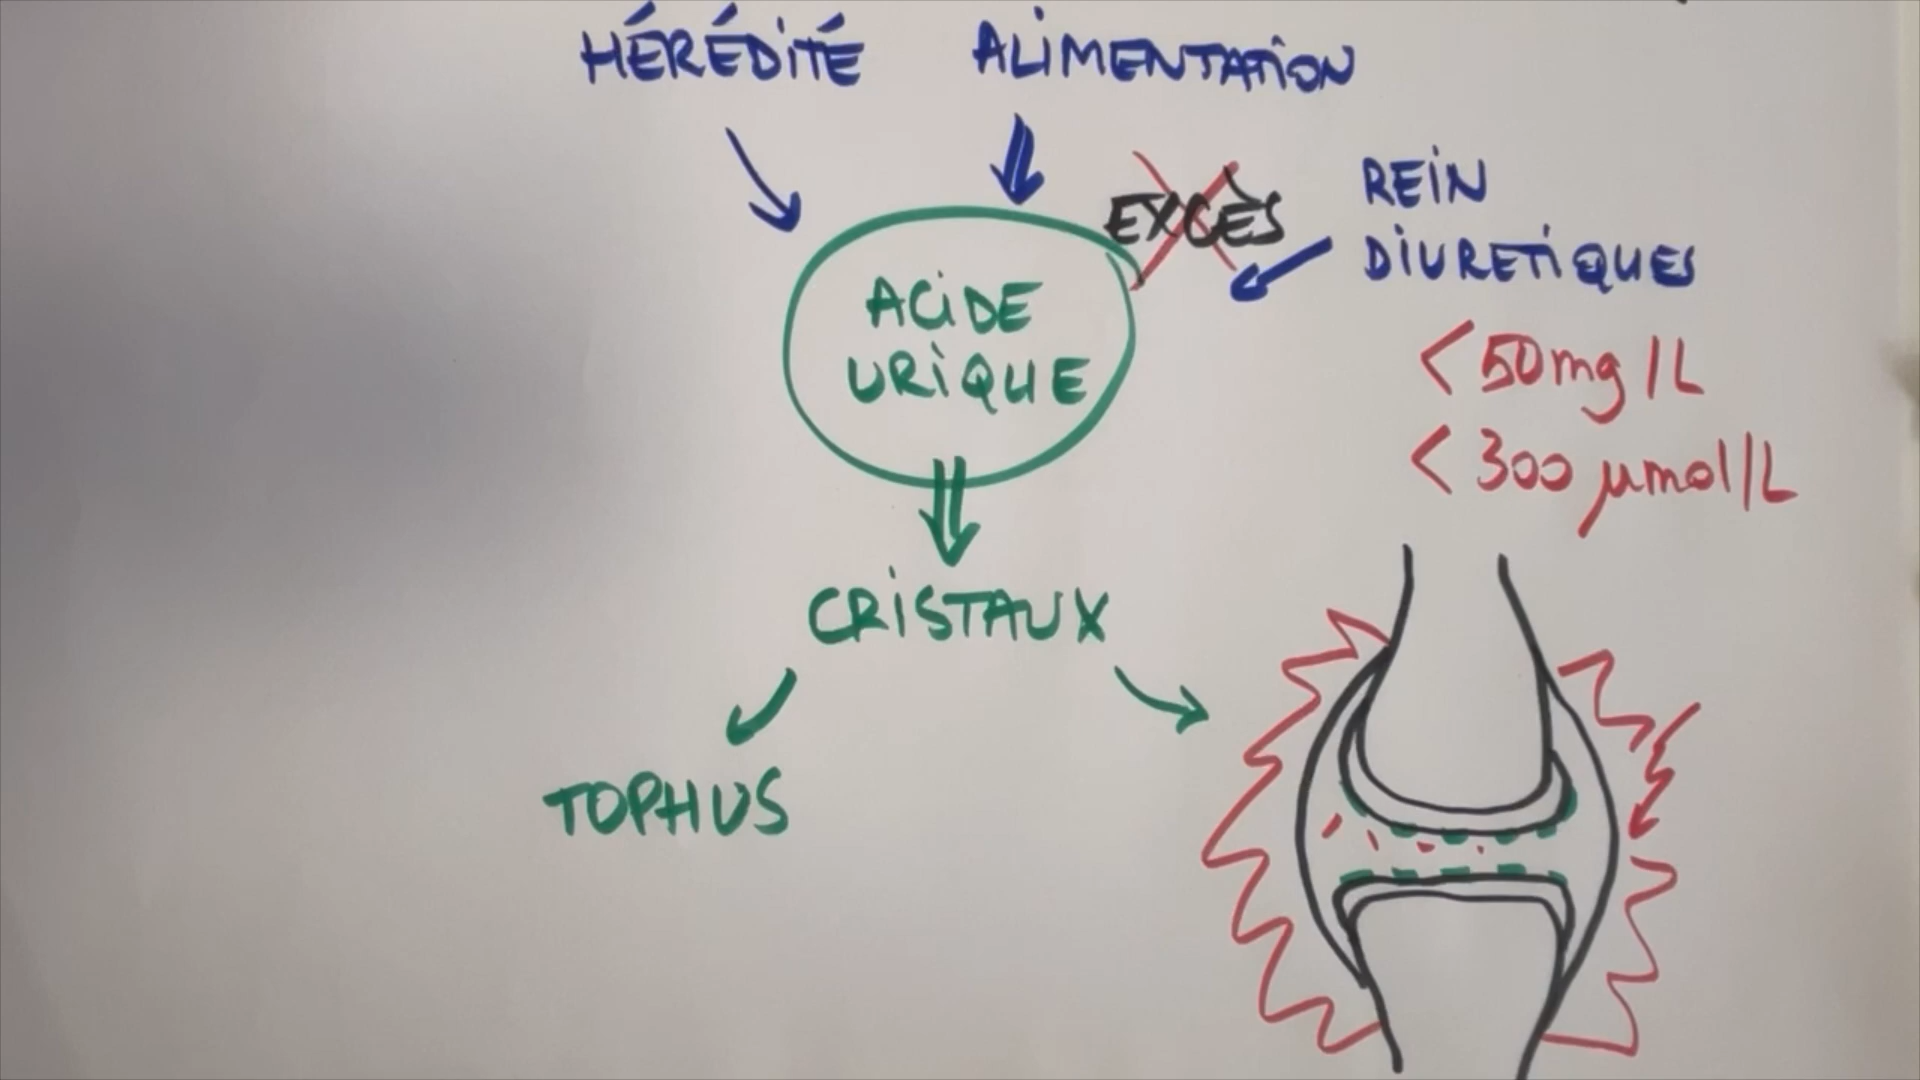 HÉRÉDITÉ ALIMENTATION
EXCÈS
REIN
DIURETIQUES
ACIDE
URIQUE
< 50mg/L
< 300 µmol/L
CRISTAUX
TOPHUS